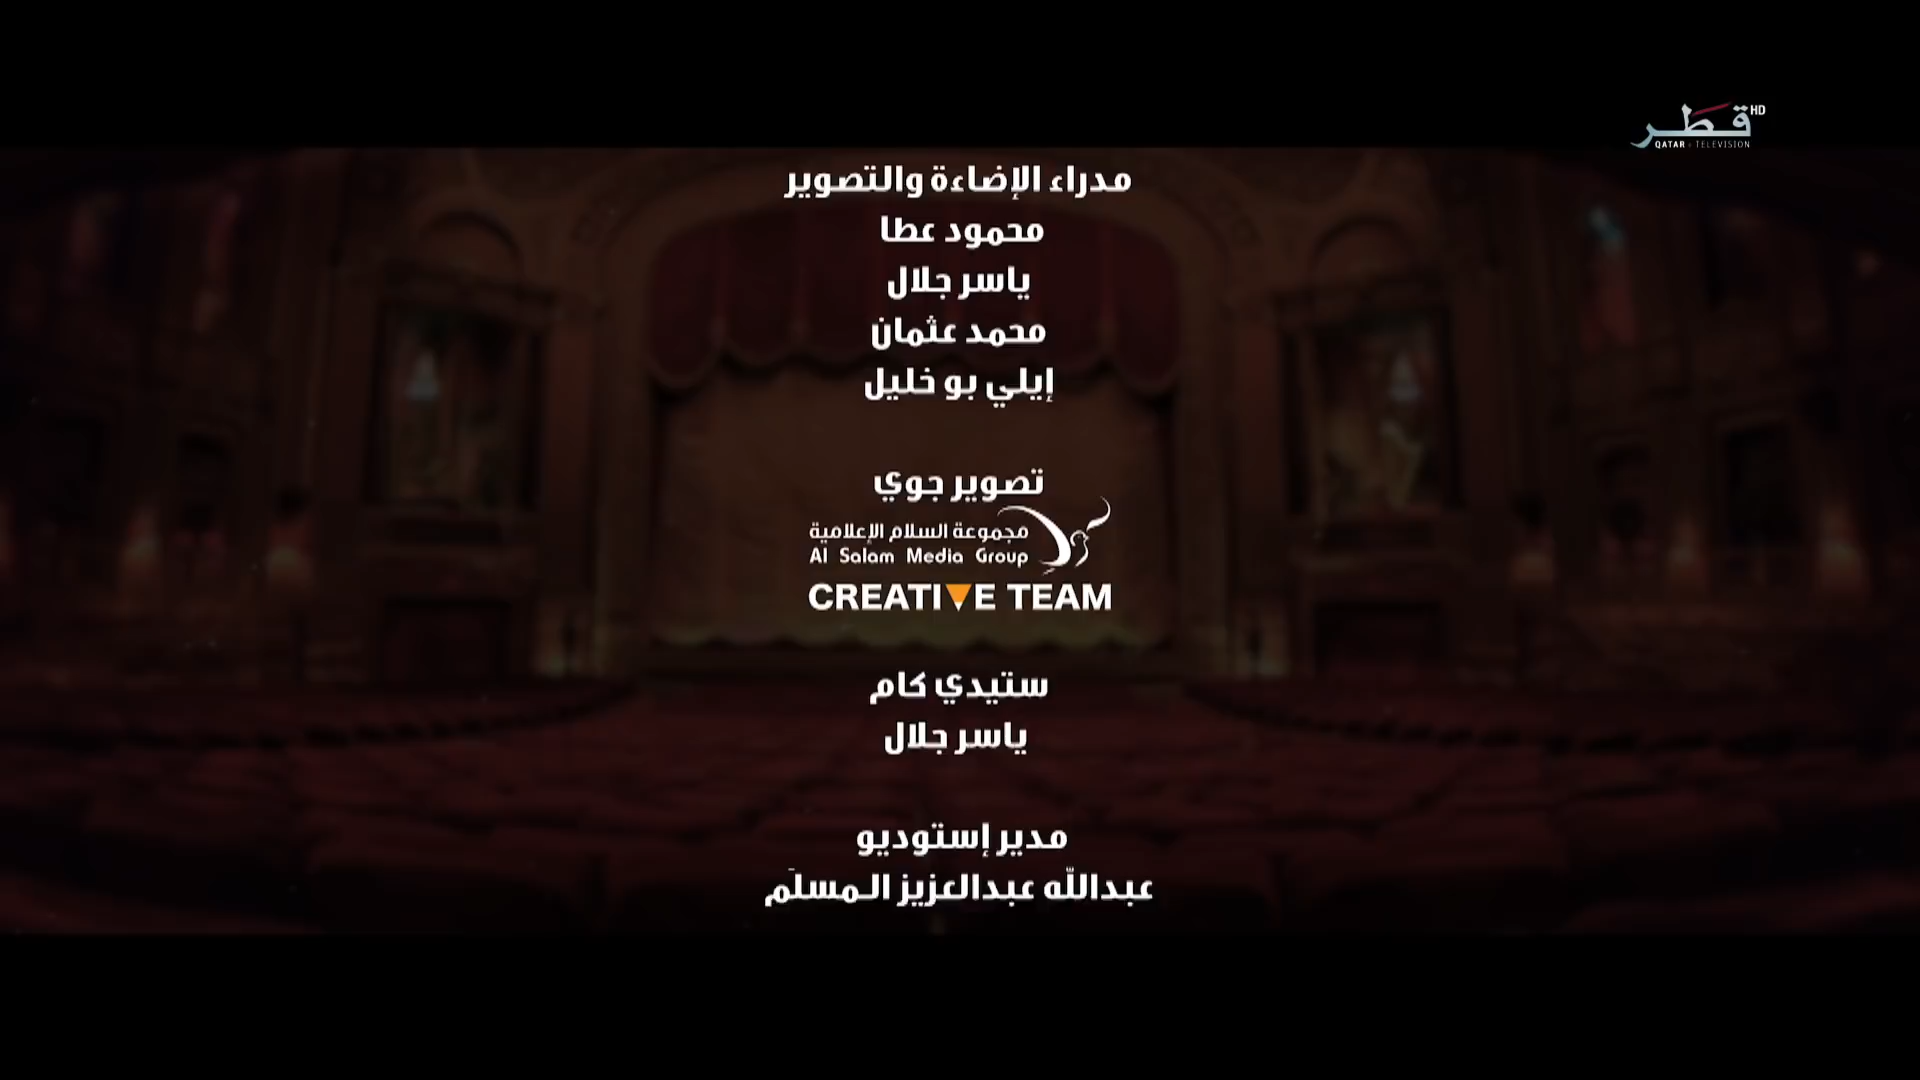 قطر HD
QATAR TELEVISION
مدراء الإضاءة والتصوير
محمود عطا
ياسر جلال
محمد عثمان
إيلي بو خليل
تصوير جوي
مجموعة السلام الإعلامية
Al Salam Media Group
CREATIVE TEAM
ستيدي كام
ياسر جلال
مدير إستوديو
عبدالله عبدالعزيز المسلَم